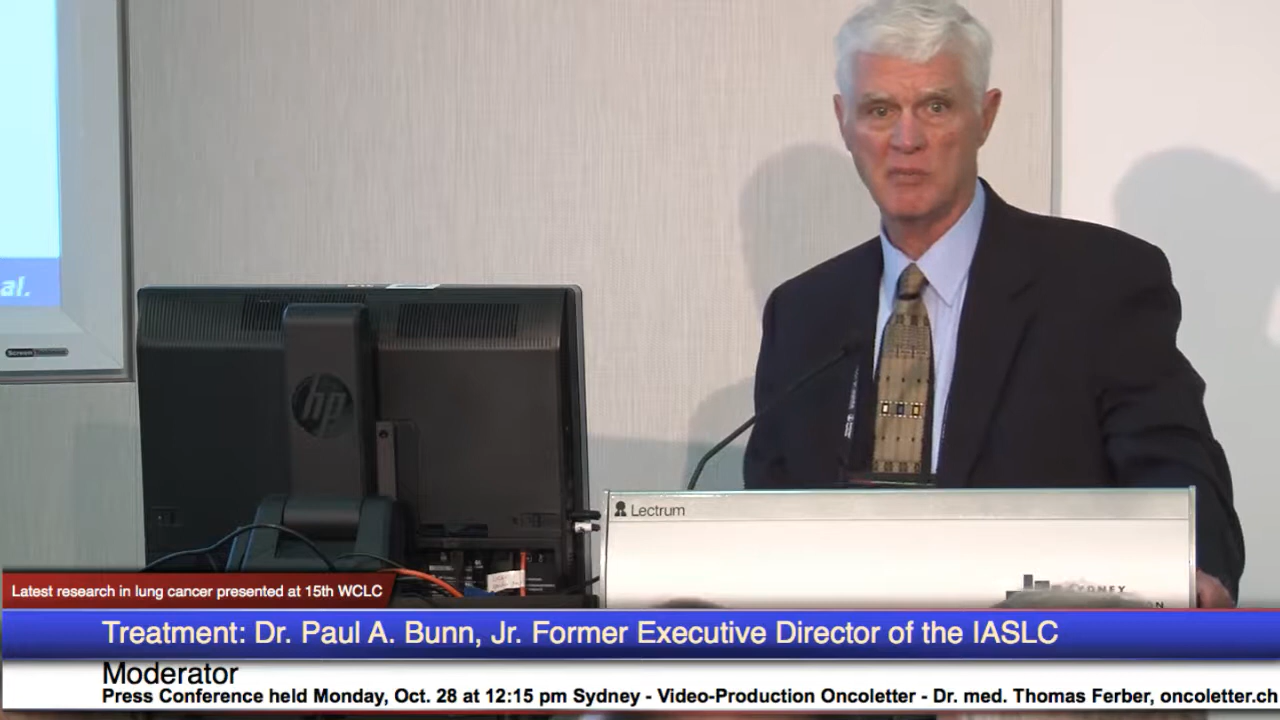 al.
hp
Lectrum
SYDNEY
Latest research in lung cancer presented at 15th WCLC
Treatment: Dr. Paul A. Bunn, Jr. Former Executive Director of the IASLC
Moderator
Press Conference held Monday, Oct. 28 at 12:15 pm Sydney - Video-Production Oncoletter - Dr. med. Thomas Ferber, oncoletter.ch